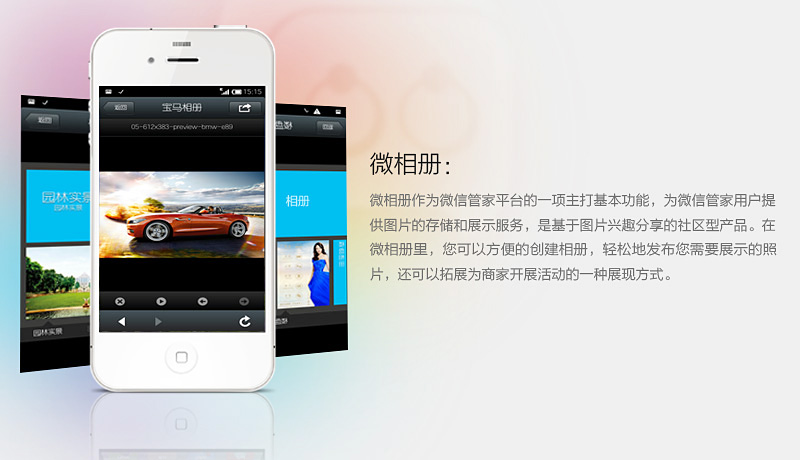 15:15
返回
宝马相册
05-612x383-preview-bmw-e89
返回
园林实景
园林实景
园林实景
相册
微相册：
微相册作为微信管家平台的一项主打基本功能，为微信管家用户提
供图片的存储和展示服务，是基于图片兴趣分享的社区型产品。在
微相册里，您可以方便的创建相册，轻松地发布您需要展示的照
片，还可以拓展为商家开展活动的一种展现方式。